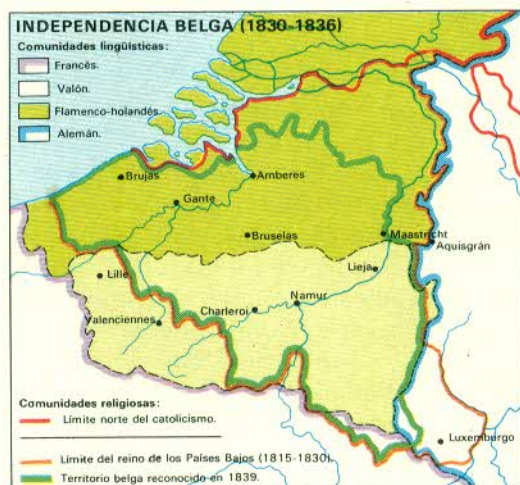 INDEPENDENCIA BELGA (1830-1836)
Comunidades lingüísticas:
Francés.
Valón.
Flamenco-holandés.
Alemán.
Brujas
Gante
Amberes
Bruselas
Maastricht
Aquisgrán
Lille
Lieja
Charleroi
Namur
Valenciennes
Comunidades religiosas:
Límite norte del catolicismo.
Luxemburgo
Límite del reino de los Países Bajos (1815-1830).
Territorio belga reconocido en 1839.